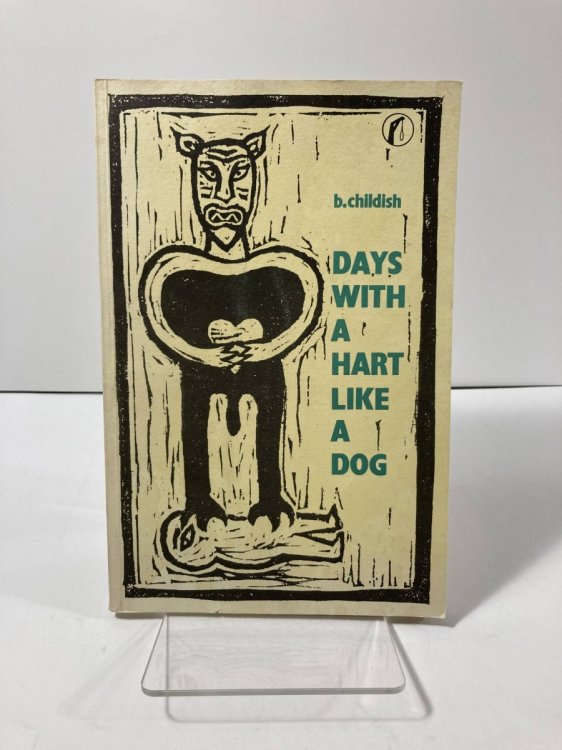 b.childish
DAYS
WITH
A
HART
LIKE
A
DOG